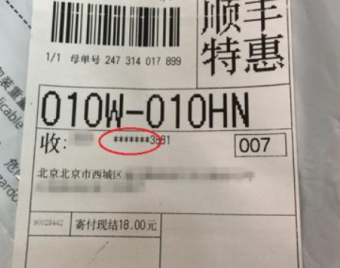 顺丰
特惠
1/1 母单号 247 314 017 899
010W-010HN
收: *******3881
007
北京北京市西城区
寄付现结18.00元